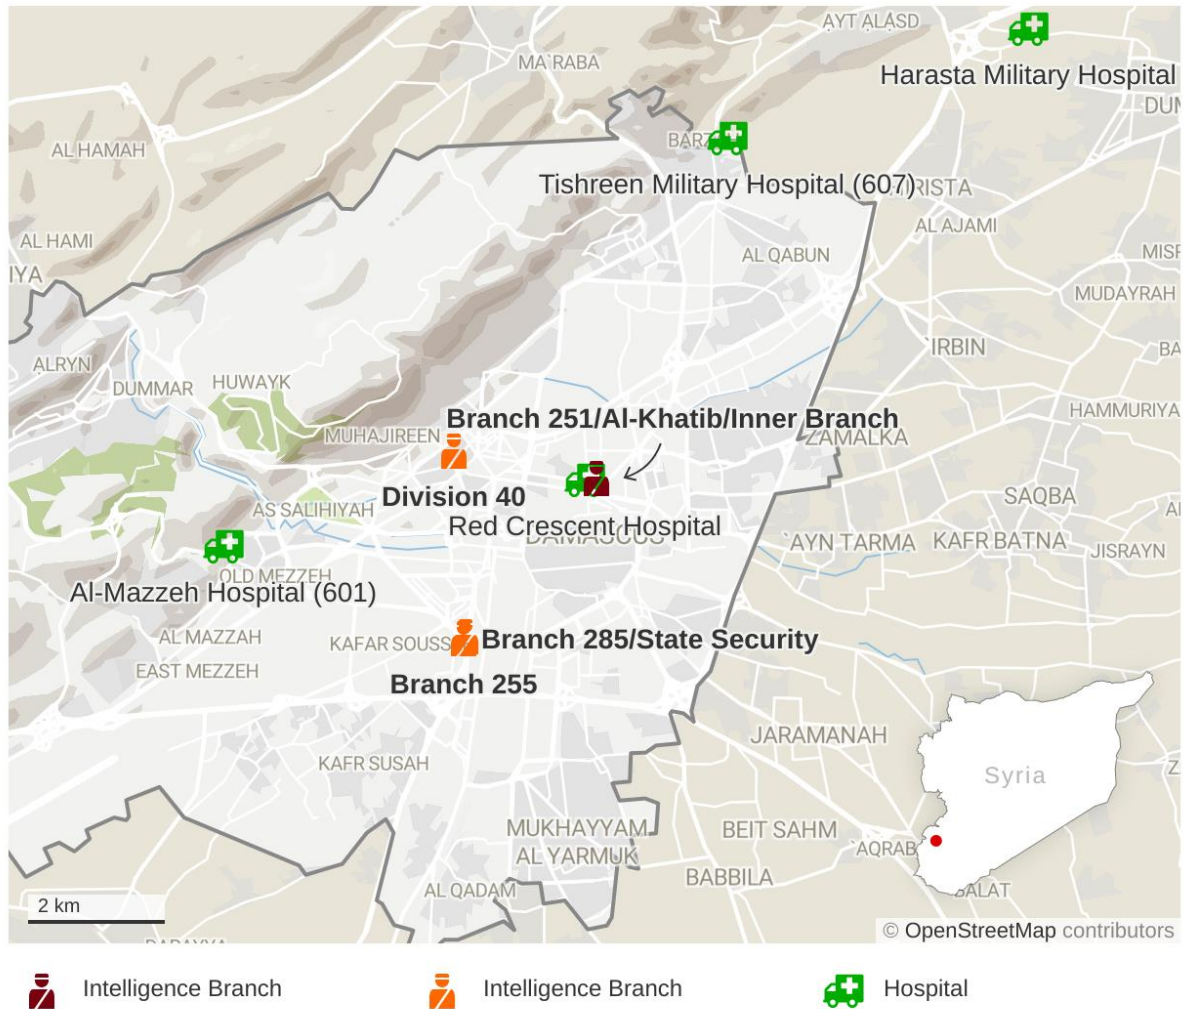 AYT ALASD
MA'RABA
Harasta Military Hospital
AL HAMAH
Tishreen Military Hospital (607)
AL AJAMI
AL HAMI
AL QABUN
MUDAYRAH
IRBIN
ALRYN
DUMMAR
HUWAYK
HAMMURIYA
Branch 251/Al-Khatib/Inner Branch
MUHAJIREEN
ZAMALKA
Division 40
SAQBA
AS SALIHIYAH
Red Crescent Hospital
DAMASCUS
'AYN TARMA
KAFR BATNA
JISRAYN
OLD MEZZEH
Al-Mazzeh Hospital (601)
AL MAZZAH
KAFAR SOUSS
Branch 285/State Security
EAST MEZZEH
Branch 255
JARAMANAH
KAFR SUSAH
Syria
MUKHAYYAM
AL YARMUK
BEIT SAHM
'AQRAB
BABBILA
AL QADAM
BALAT
2 km
© OpenStreetMap contributors
Intelligence Branch
Intelligence Branch
Hospital